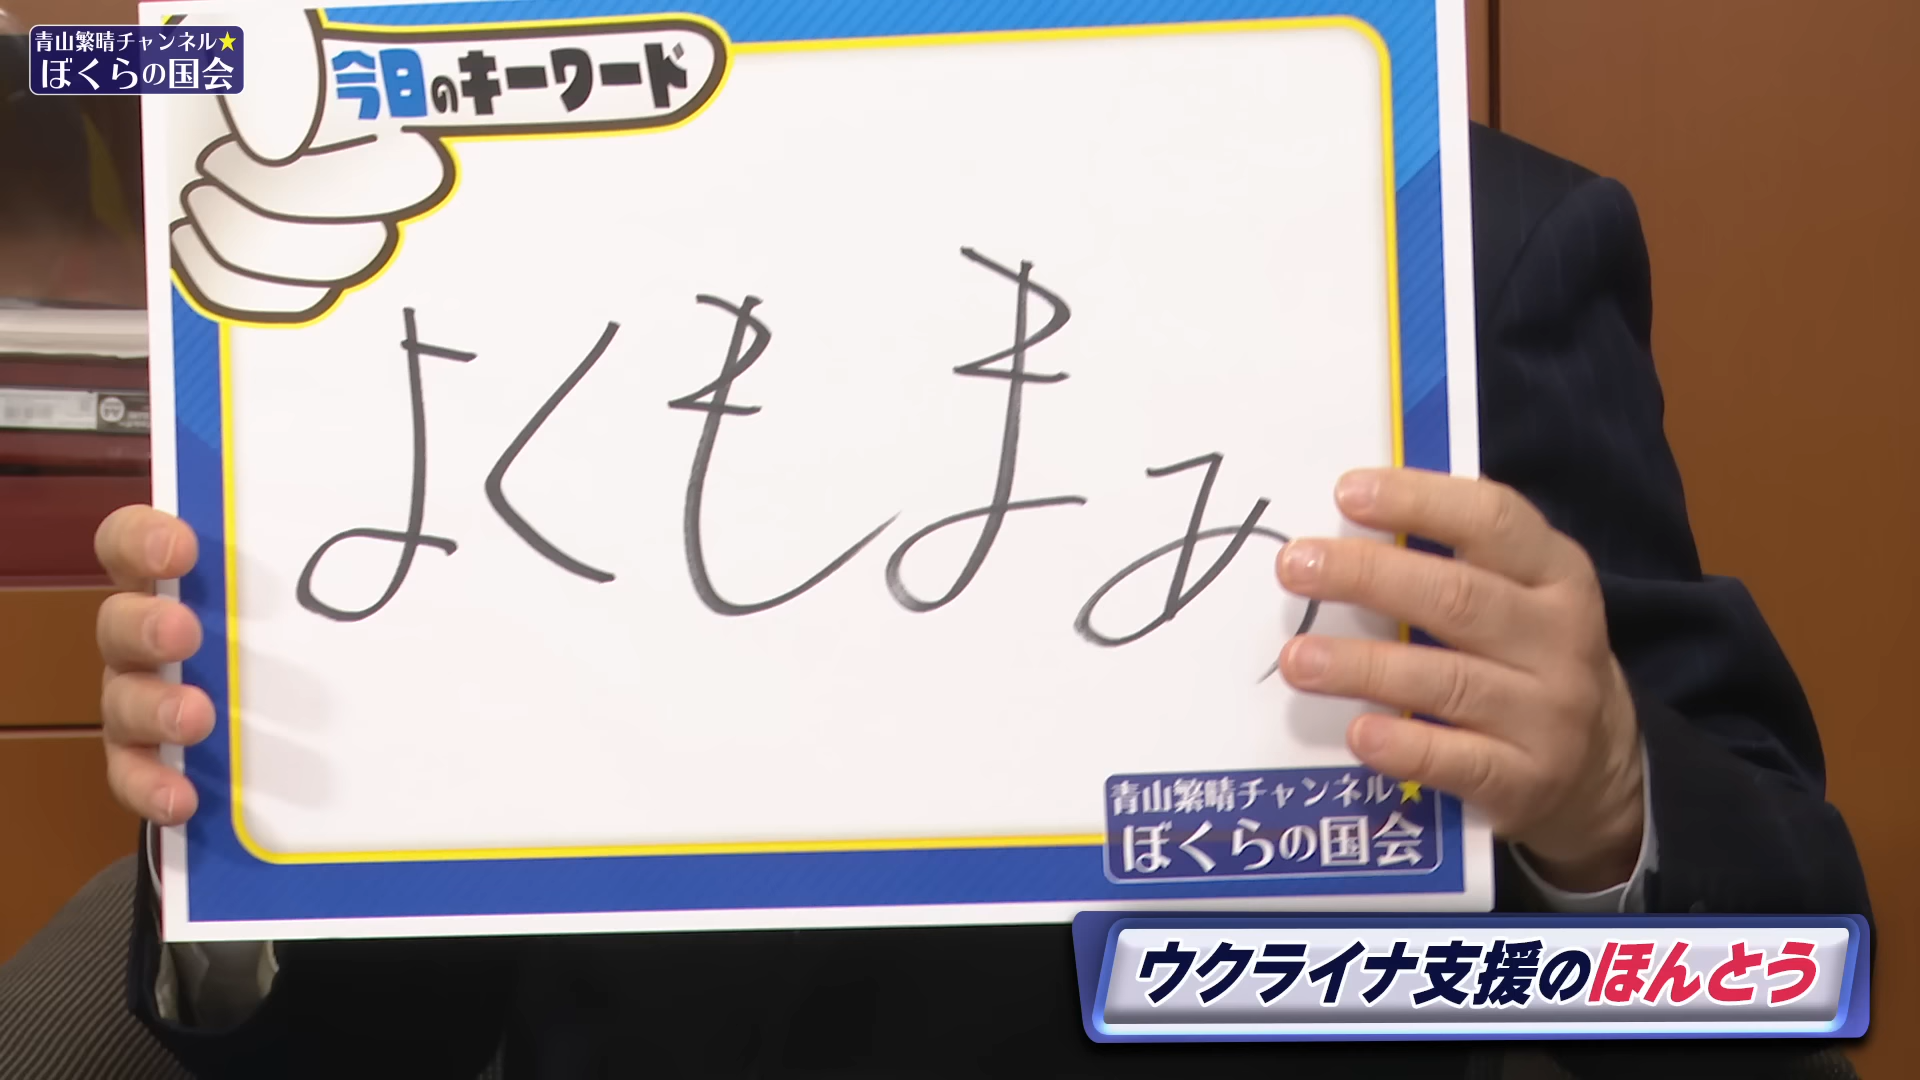 青山繁晴チャンネル★
ぼくらの国会
今日のキーワード
よくもまあ
青山繁晴チャンネル★
ぼくらの国会
ウクライナ支援のほんとう